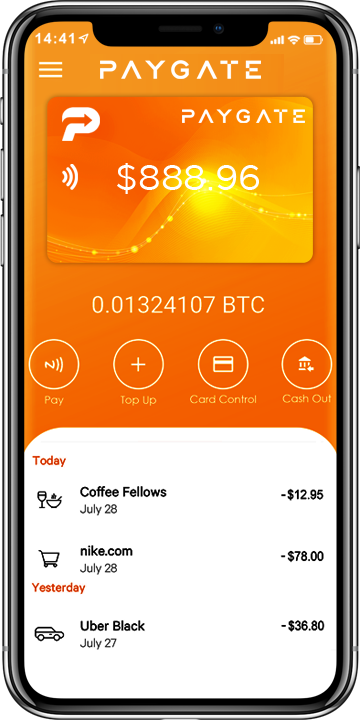 14:41
PAYGATE
PAYGATE
$888.96
0.01324107 BTC
Pay
Top Up
Card Control
Cash Out
Today
Coffee Fellows
-$12.95
July 28
nike.com
-$78.00
July 28
Yesterday
Uber Black
-$36.80
July 27